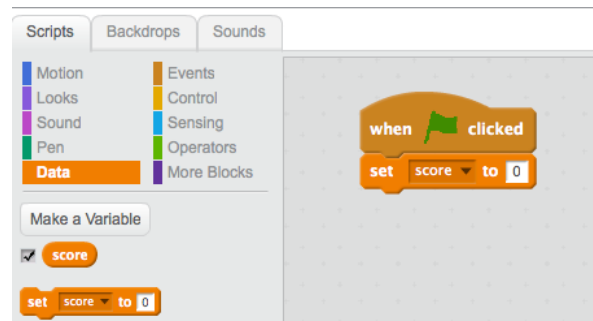 Scripts Backdrops Sounds
Motion Events
Looks Control
Sound Sensing
Pen Operators
Data More Blocks
Make a Variable
score
set score to 0
when clicked
set score to 0